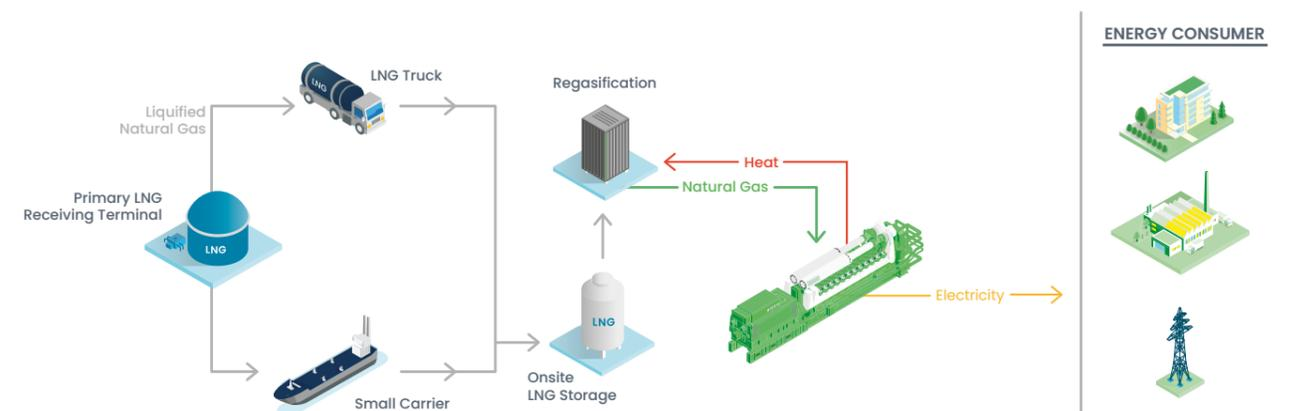 ENERGY CONSUMER
LNG Truck
LNG
Regasification
Liquified
Natural Gas
Heat
Natural Gas
Primary LNG
Receiving Terminal
LNG
Electricity
LNG
Onsite
LNG Storage
Small Carrier